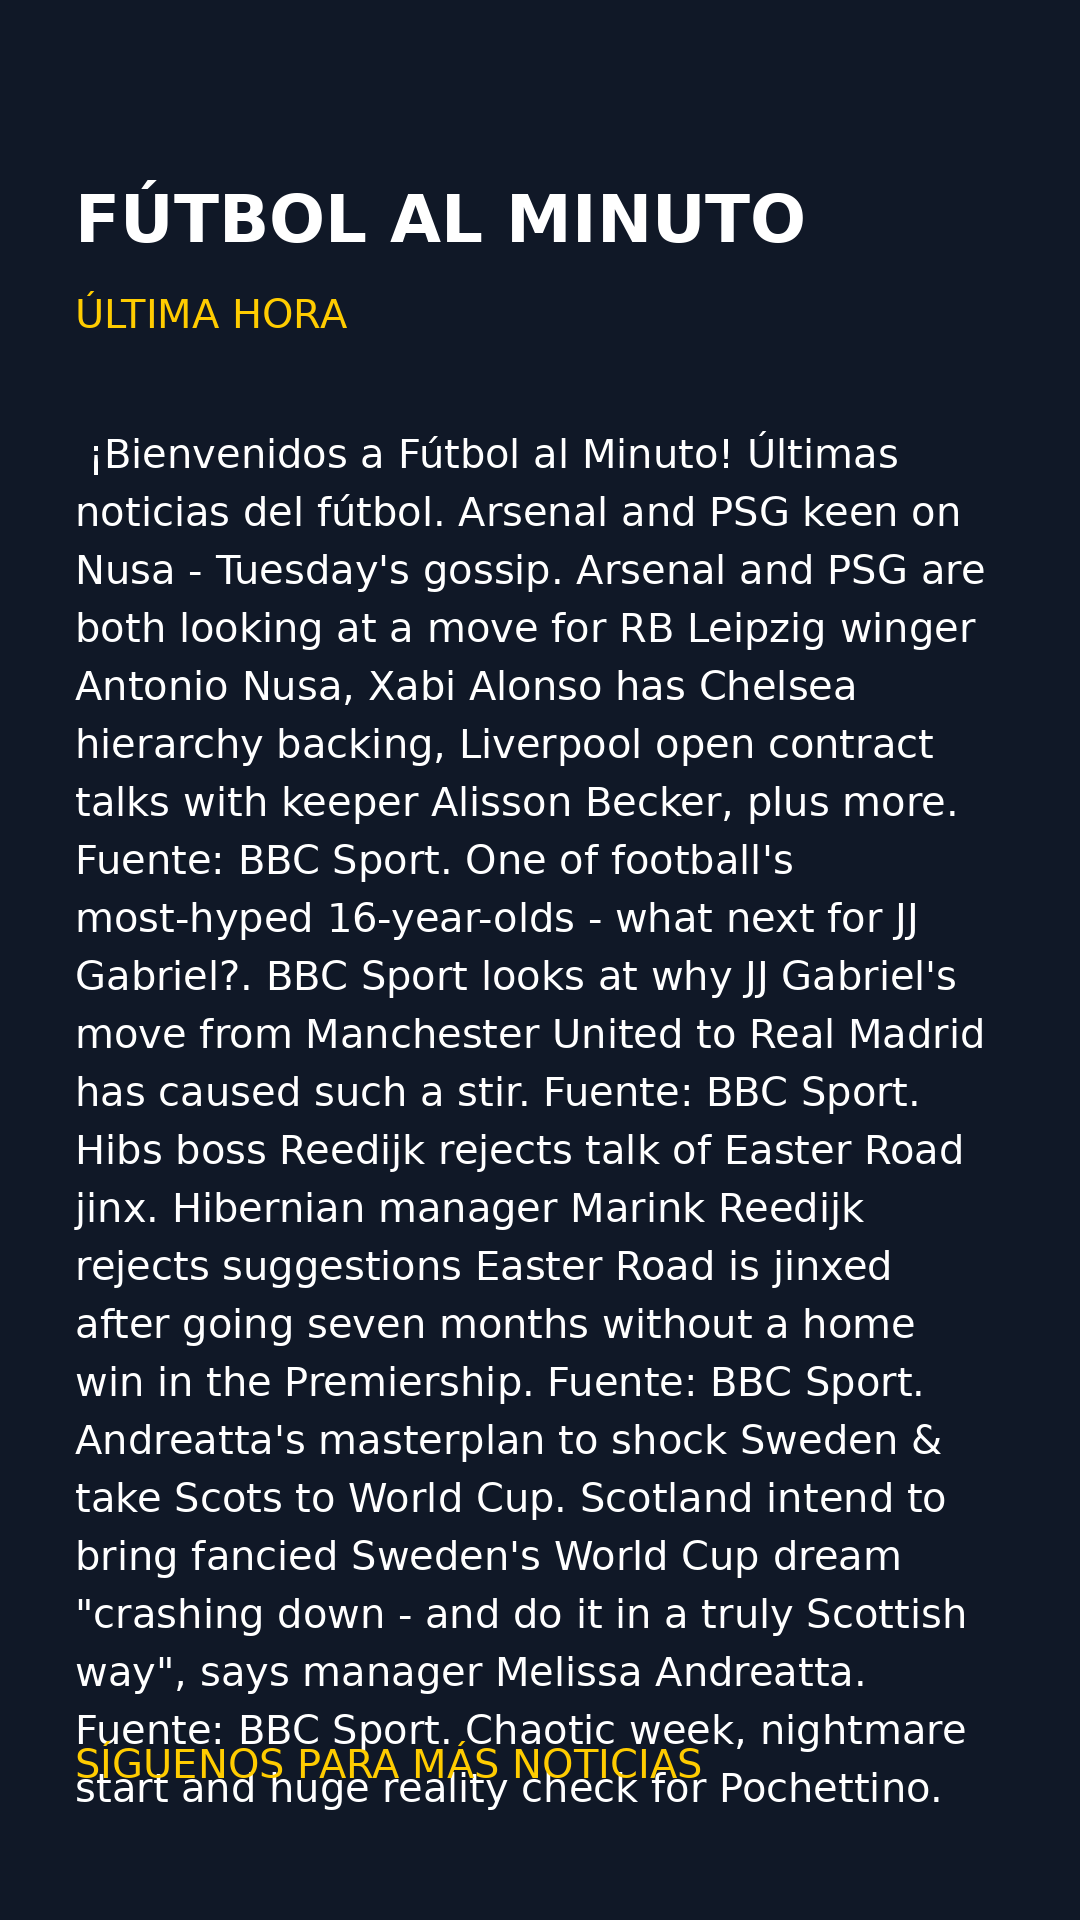 FÚTBOL AL MINUTO
ÚLTIMA HORA
¡Bienvenidos a Fútbol al Minuto! Últimas
noticias del fútbol. Arsenal and PSG keen on
Nusa - Tuesday's gossip. Arsenal and PSG are
both looking at a move for RB Leipzig winger
Antonio Nusa, Xabi Alonso has Chelsea
hierarchy backing, Liverpool open contract
talks with keeper Alisson Becker, plus more.
Fuente: BBC Sport. One of football's
most-hyped 16-year-olds - what next for JJ
Gabriel?. BBC Sport looks at why JJ Gabriel's
move from Manchester United to Real Madrid
has caused such a stir. Fuente: BBC Sport.
Hibs boss Reedijk rejects talk of Easter Road
jinx. Hibernian manager Marink Reedijk
rejects suggestions Easter Road is jinxed
after going seven months without a home
win in the Premiership. Fuente: BBC Sport.
Andreatta's masterplan to shock Sweden &
take Scots to World Cup. Scotland intend to
bring fancied Sweden's World Cup dream
"crashing down - and do it in a truly Scottish
way", says manager Melissa Andreatta.
Fuente: BBC Sport. Chaotic week, nightmare
SÍGUENOS PARA MÁS NOTICIAS
start and huge reality check for Pochettino.